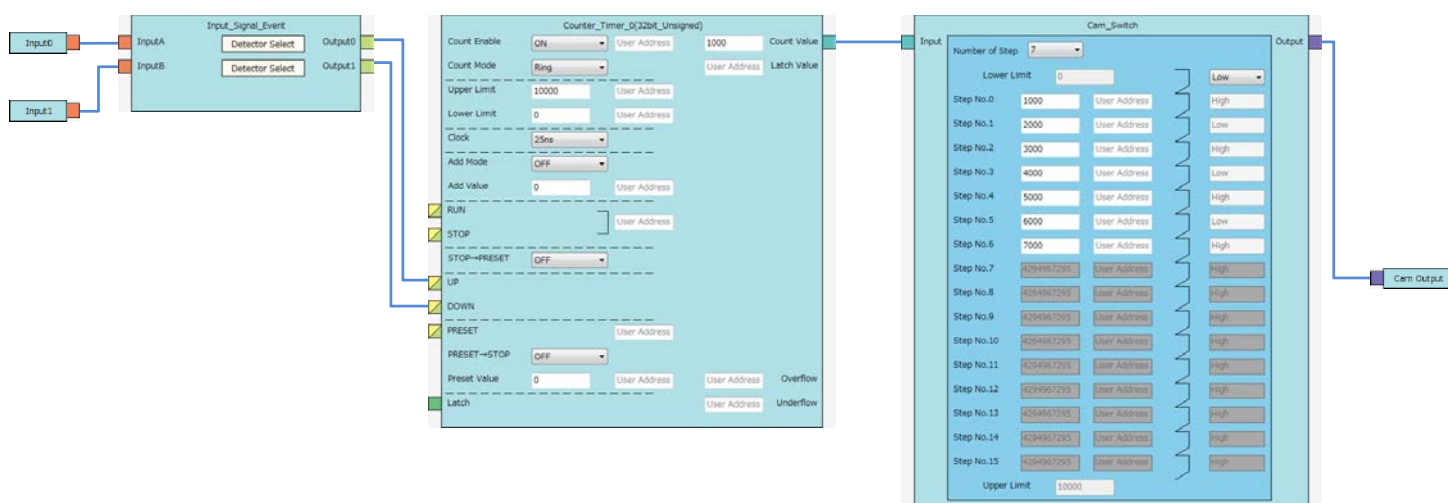 Input0
Input1
Input_Signal_Event
InputA Detector Select Output0
InputB Detector Select Output1
Counter_Timer_0(32bit_Unsigned)
Count Enable ON User Address 1000 Count Value
Count Mode Ring User Address Latch Value
Upper Limit 10000 User Address
Lower Limit 0 User Address
Clock 25ns
Add Mode OFF
Add Value 0 User Address
RUN
User Address
STOP
STOP→PRESET OFF
UP
DOWN
PRESET User Address
PRESET→STOP OFF
Preset Value 0 User Address User Address Overflow
Latch User Address Underflow
Cam_Switch
Input Output
Number of Step 7
Lower Limit 0 Low
Step No.0 1000 User Address High
Step No.1 2000 User Address Low
Step No.2 3000 User Address High
Step No.3 4000 User Address Low
Step No.4 5000 User Address High
Step No.5 6000 User Address Low
Step No.6 7000 User Address High
Step No.7 4294967295 User Address High
Step No.8 4294967295 User Address High
Step No.9 4294967295 User Address High
Step No.10 4294967295 User Address High
Step No.11 4294967295 User Address High
Step No.12 4294967295 User Address High
Step No.13 4294967295 User Address High
Step No.14 4294967295 User Address High
Step No.15 4294967295 User Address High
Upper Limit 10000
Cam Output